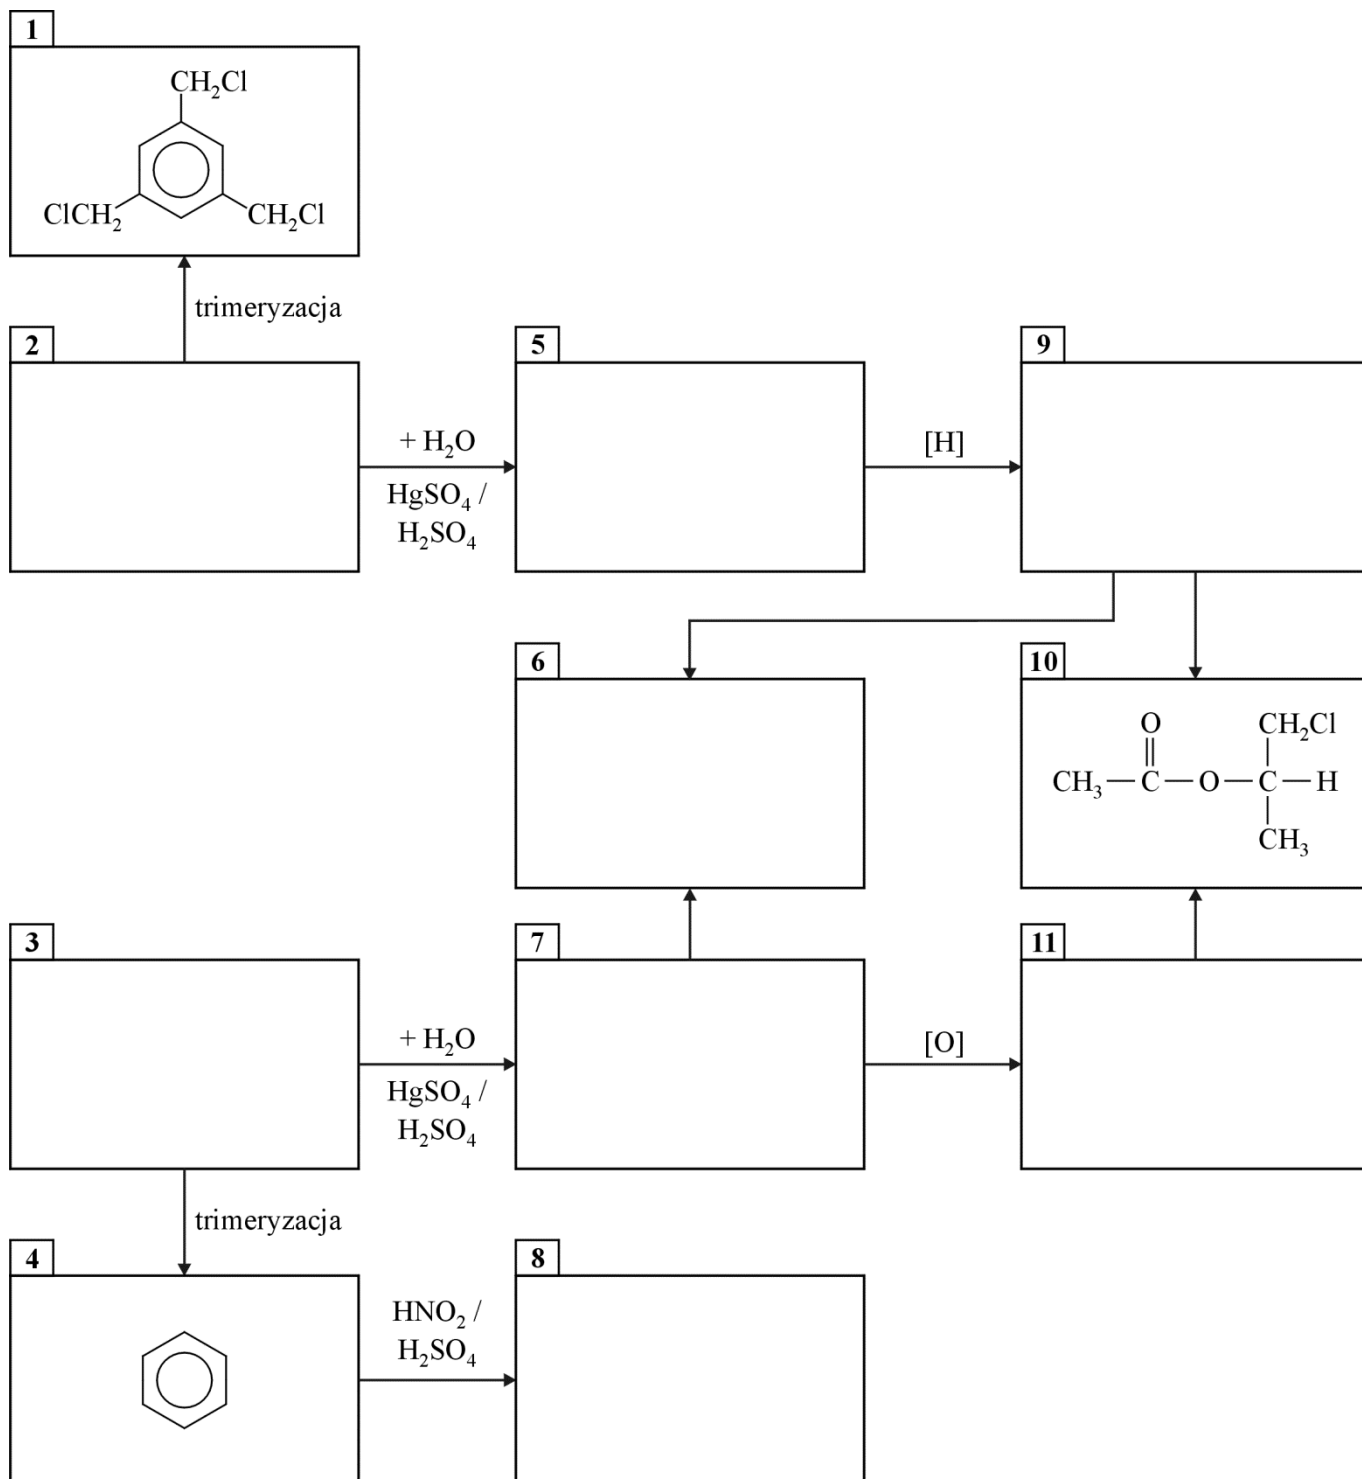 1
CH₂Cl
ClCH₂ CH₂Cl
trimeryzacja
2 5 9
+ H₂O
HgSO₄ /
H₂SO₄
[H]
6 10
O CH₂Cl
CH₃ — C — O — C — H
CH₃
3 7 11
+ H₂O
HgSO₄ /
H₂SO₄
[O]
trimeryzacja
4 8
HNO₂ /
H₂SO₄